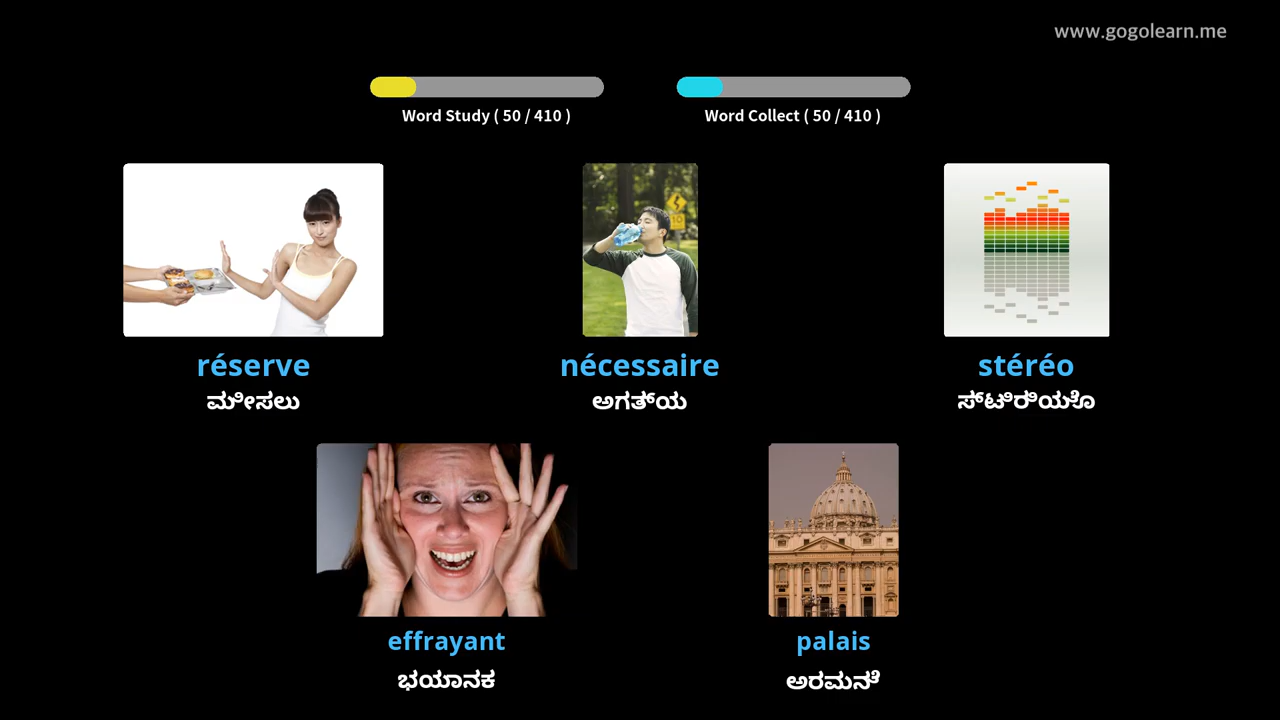 www.gogolearn.me
Word Study ( 50 / 410 )
Word Collect ( 50 / 410 )
réserve
ಮೀಸಲು
nécessaire
ಅಗತ್ಯ
stéréo
ಸ್ಟಿರಿಯೊ
effrayant
ಭಯಾನಕ
palais
ಅರಮನೆ